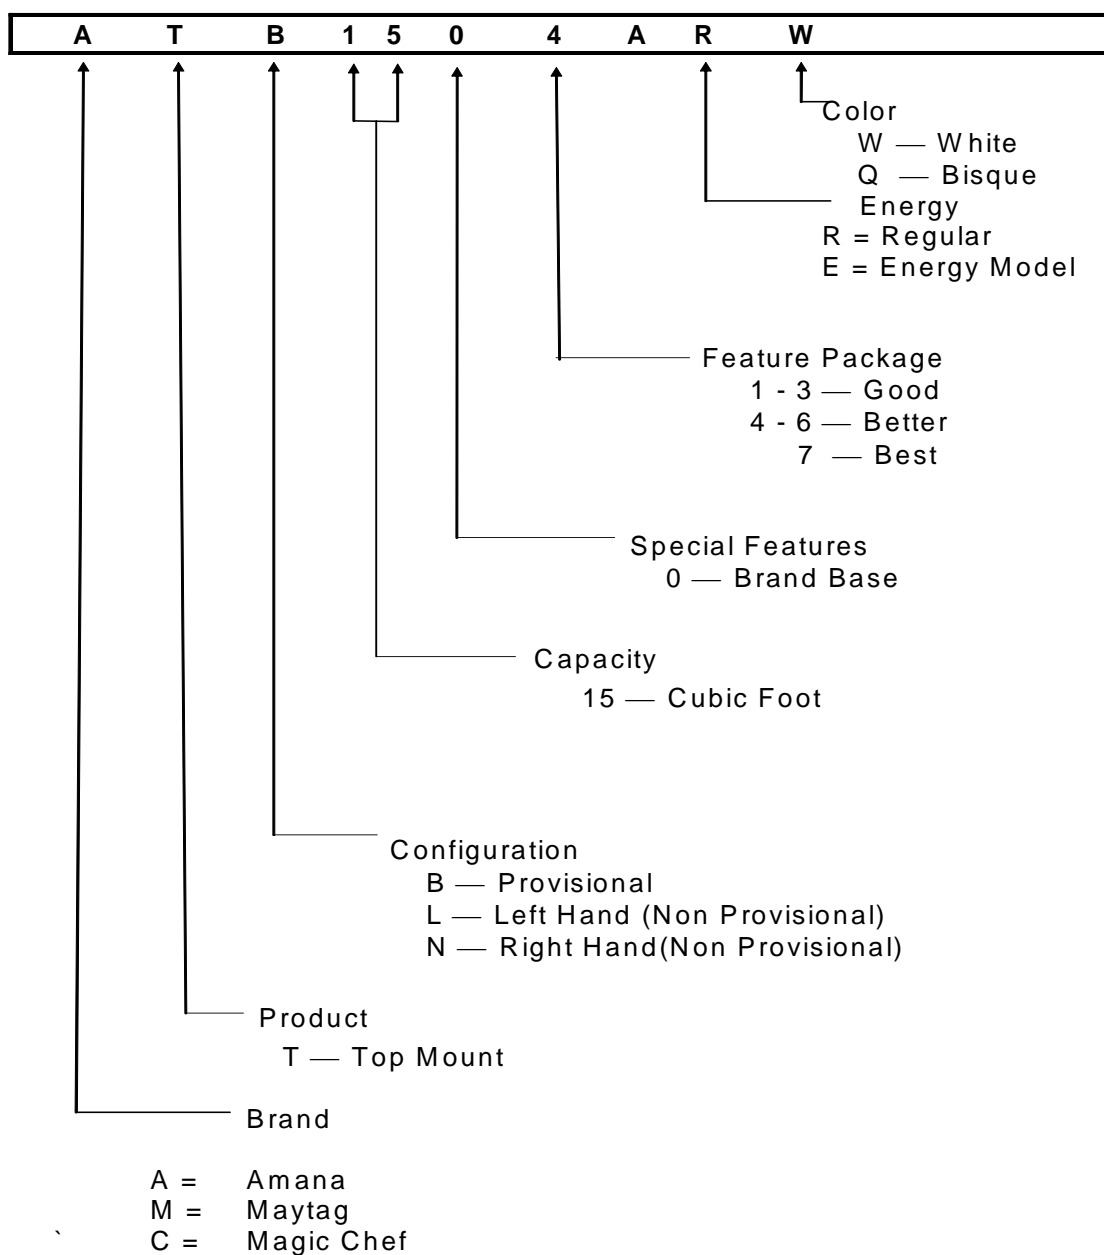 A T B 1 5 0 4 A R W
Color
W — White
Q — Bisque
Energy
R = Regular
E = Energy Model
Feature Package
1 - 3 — Good
4 - 6 — Better
7 — Best
Special Features
0 — Brand Base
Capacity
15 — Cubic Foot
Configuration
B — Provisional
L — Left Hand (Non Provisional)
N — Right Hand(Non Provisional)
Product
T — Top Mount
Brand
A = Amana
M = Maytag
` C = Magic Chef